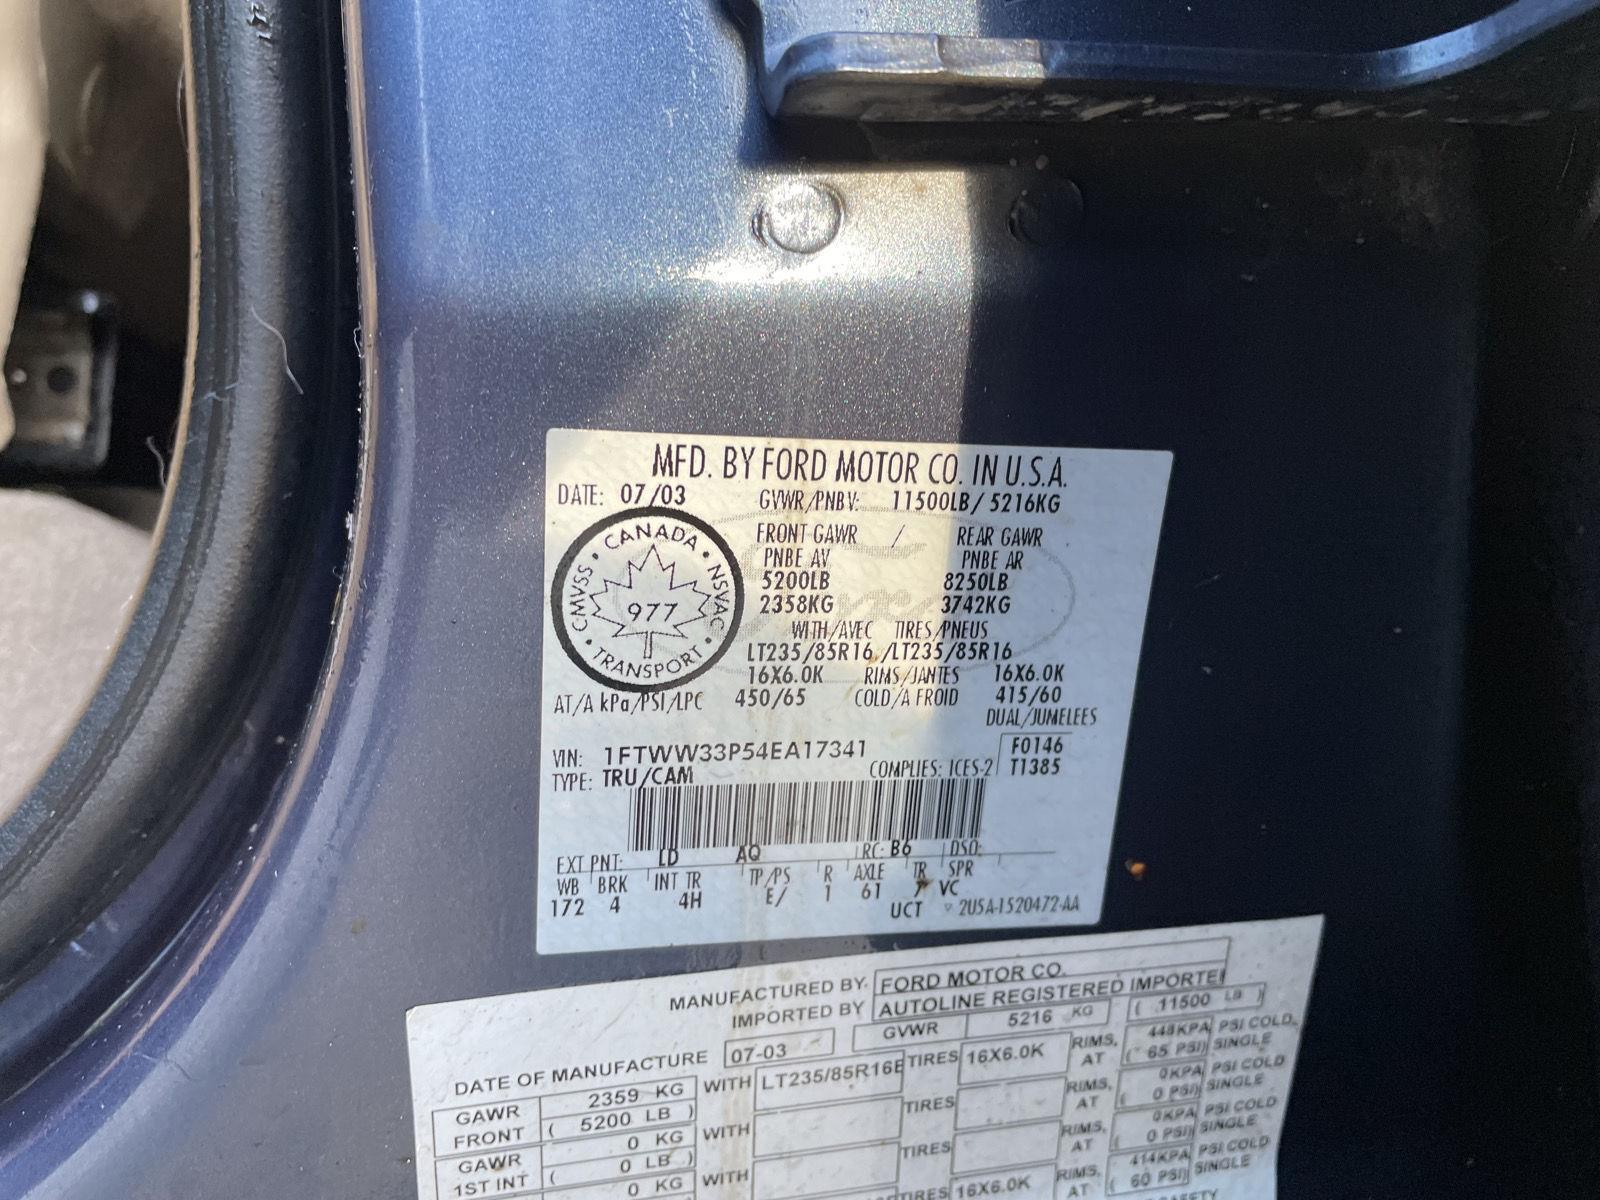 MFD. BY FORD MOTOR CO. IN U.S.A.
DATE: 07/03 GVWR/PNBV: 11500LB/ 5216KG
FRONT GAWR / REAR GAWR
PNBE AV PNBE AR
5200LB 8250LB
2358KG 3742KG
WITH/AVEC TIRES/PNEUS
LT235/85R16 /LT235/85R16
16X6.0K RIMS/JANTES 16X6.0K
AT/A kPa/PSI/LPC 450/65 COLD/A FROID 415/60
DUAL/JUMELEES
CANADA • NSVAC • TRANSPORT • CMVSS •
977
VIN: 1FTWW33P54EA17341 F0146
TYPE: TRU/CAM COMPLIES: ICES-2 T1385
EXT PNT: LD AQ RC: B6 DSO:
WB BRK INT TR TP/PS R AXLE TR SPR
172 4 4H E/ 1 61 7 VC
UCT 2U5A-1520472-AA
MANUFACTURED BY: FORD MOTOR CO.
IMPORTED BY AUTOLINE REGISTERED IMPORTER
DATE OF MANUFACTURE 07-03 GVWR 5216 KG ( 11500 LB )
GAWR FRONT 2359 KG ( 5200 LB ) WITH LT235/85R16E TIRES 16X6.0K RIMS, AT 448KPA ( 65 PSI) PSI COLD, SINGLE
GAWR 1ST INT 0 KG ( 0 LB ) WITH TIRES RIMS, AT 0KPA ( 0 PSI) PSI COLD SINGLE
0 KG WITH TIRES RIMS, AT 0KPA ( 0 PSI) PSI COLD SINGLE
TIRES 16X6.0K RIMS, AT 414KPA ( 60 PSI) PSI COLD SINGLE
SAFETY